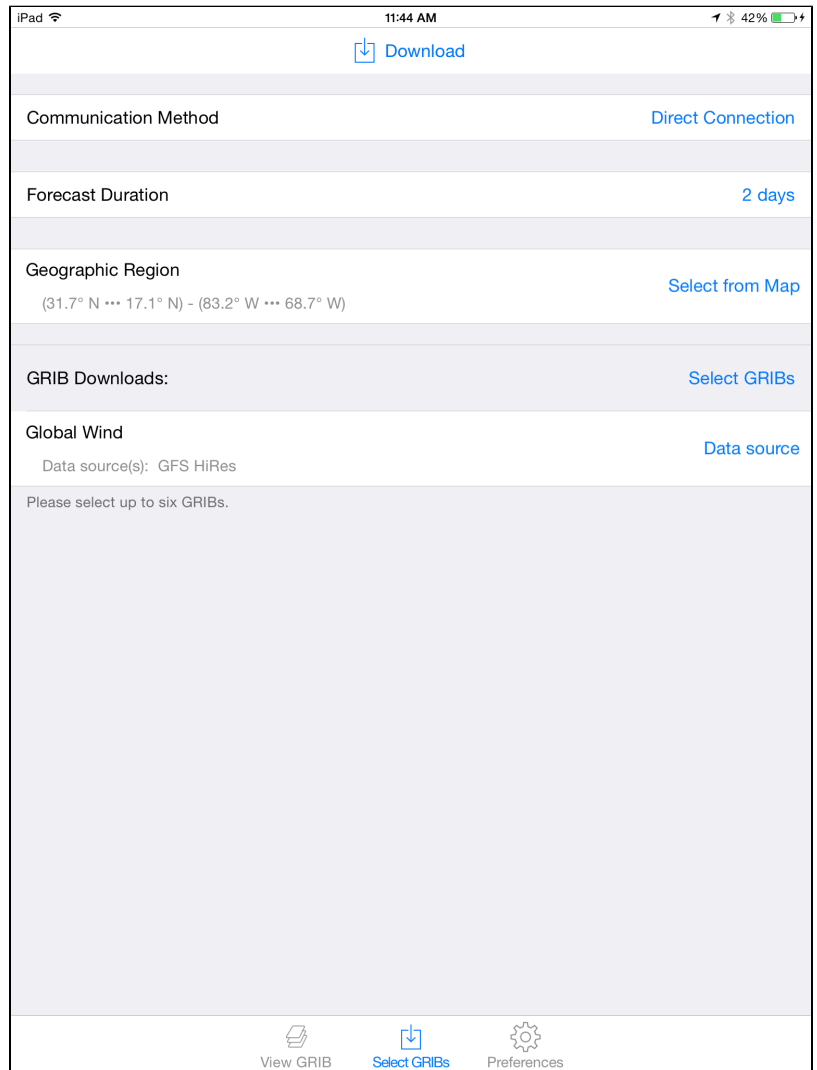 iPad 11:44 AM 42%
Download
Communication Method Direct Connection
Forecast Duration 2 days
Geographic Region
Select from Map
(31.7° N ··· 17.1° N) - (83.2° W ··· 68.7° W)
GRIB Downloads: Select GRIBs
Global Wind
Data source
Data source(s): GFS HiRes
Please select up to six GRIBs.
View GRIB Select GRIBs Preferences